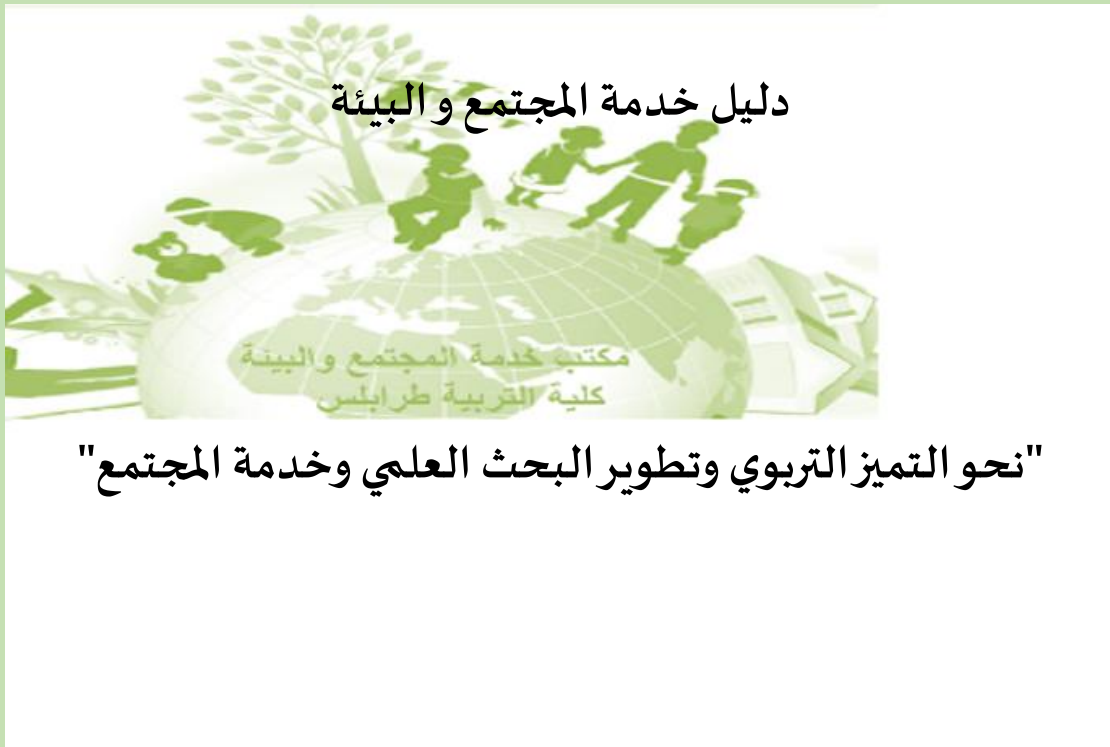 دليل خدمة المجتمع و البيئة
مكتب خدمة المجتمع والبيئة
كلية التربية طرابلس
"نحو التميز التربوي وتطوير البحث العلمي وخدمة المجتمع"